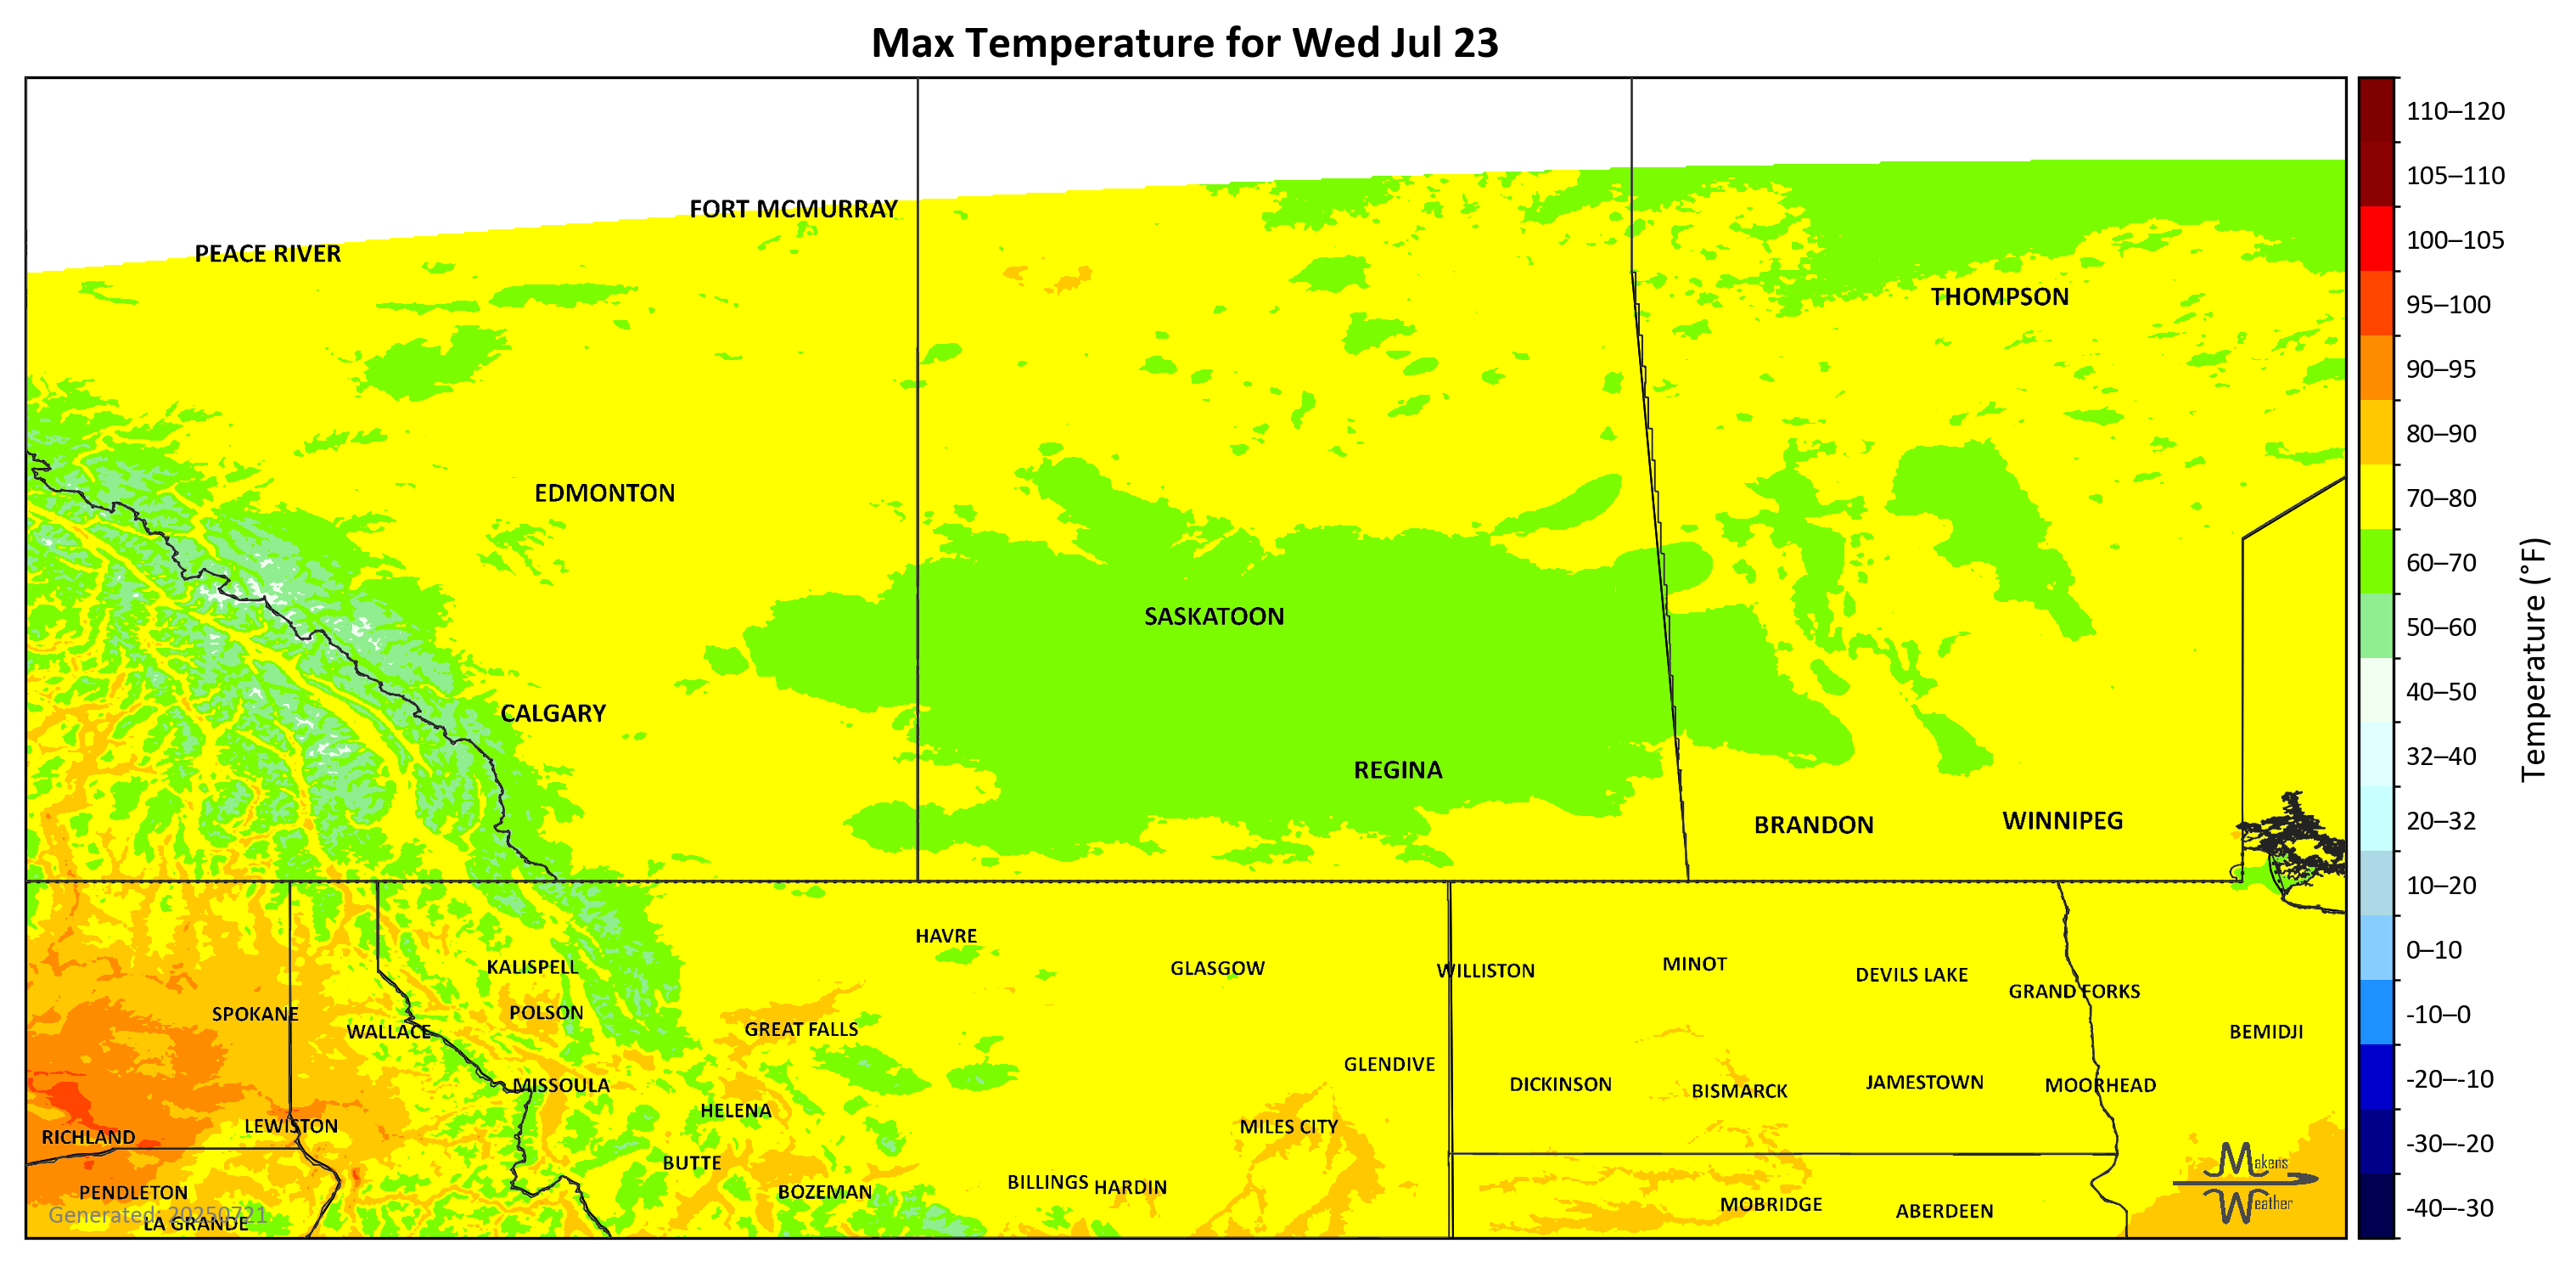 Max Temperature for Wed Jul 23
FORT MCMURRAY
PEACE RIVER
THOMPSON
EDMONTON
SASKATOON
CALGARY
REGINA
BRANDON
WINNIPEG
HAVRE
KALISPELL
GLASGOW
WILLISTON
MINOT
DEVILS LAKE
GRAND FORKS
SPOKANE
POLSON
WALLACE
GREAT FALLS
BEMIDJI
GLENDIVE
MISSOULA
DICKINSON
BISMARCK
JAMESTOWN
MOORHEAD
HELENA
LEWISTON
MILES CITY
RICHLAND
BUTTE
BILLINGS
HARDIN
PENDLETON
BOZEMAN
MOBRIDGE
ABERDEEN
Generated: 20250721
LA GRANDE
Makens
Weather
110–120
105–110
100–105
95–100
90–95
80–90
70–80
60–70
50–60
40–50
32–40
20–32
10–20
0–10
-10–0
-20–-10
-30–-20
-40–-30
Temperature (°F)